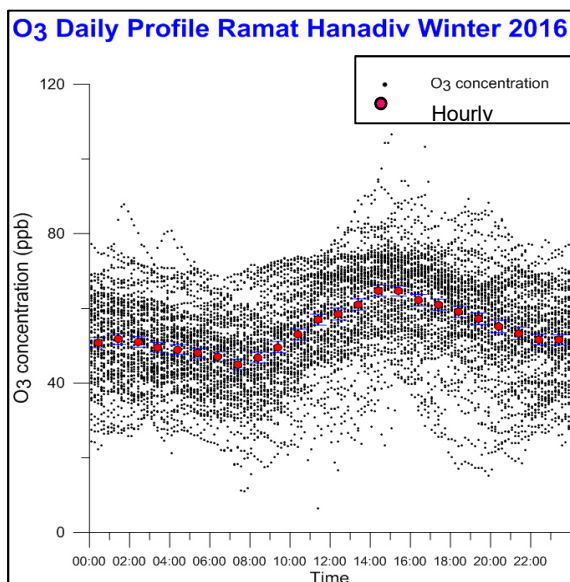 O3 Daily Profile Ramat Hanadiv Winter 2016
O3 concentration
Hourly
120
80
40
0
O3 concentration (ppb)
00:00 02:00 04:00 06:00 08:00 10:00 12:00 14:00 16:00 18:00 20:00 22:00
Time